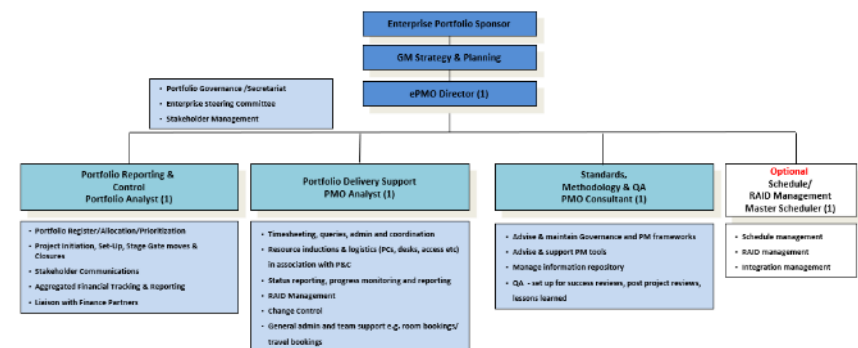 Enterprise Portfolio Sponsor
GM Strategy & Planning
ePMO Director (1)
• Portfolio Governance /Secretariat
• Enterprise Steering Committee
• Stakeholder Management
Portfolio Reporting &
Control
Portfolio Analyst (1)
• Portfolio Register/Allocation/Prioritization
• Project Initiation, Set-Up, Stage Gate moves &
Closures
• Stakeholder Communications
• Aggregated Financial Tracking & Reporting
• Liaison with Finance Partners
Portfolio Delivery Support
PMO Analyst (1)
• Timesheeting, queries, admin and coordination
• Resource inductions & logistics (PCs, desks, access etc)
in association with P&C
• Status reporting, progress monitoring and reporting
• RAID Management
• Change Control
• General admin and team support e.g. room bookings/
travel bookings
Standards,
Methodology & QA
PMO Consultant (1)
• Advise & maintain Governance and PM frameworks
• Advise & support PM tools
• Manage information repository
• QA - set up for success reviews, post project reviews,
lessons learned
Optional
Schedule/
RAID Management
Master Scheduler (1)
• Schedule management
• RAID management
• Integration management